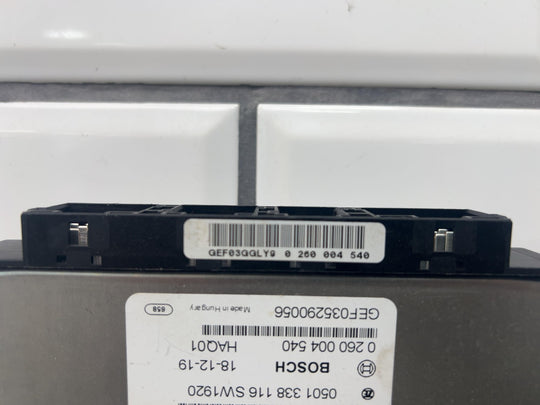 GEF03GGLY9 0 260 004 540
0501 338 116 SW1920
BOSCH 18-12-19
0 260 004 540 HAQ01
GEF035290056 Made in Hungary 658